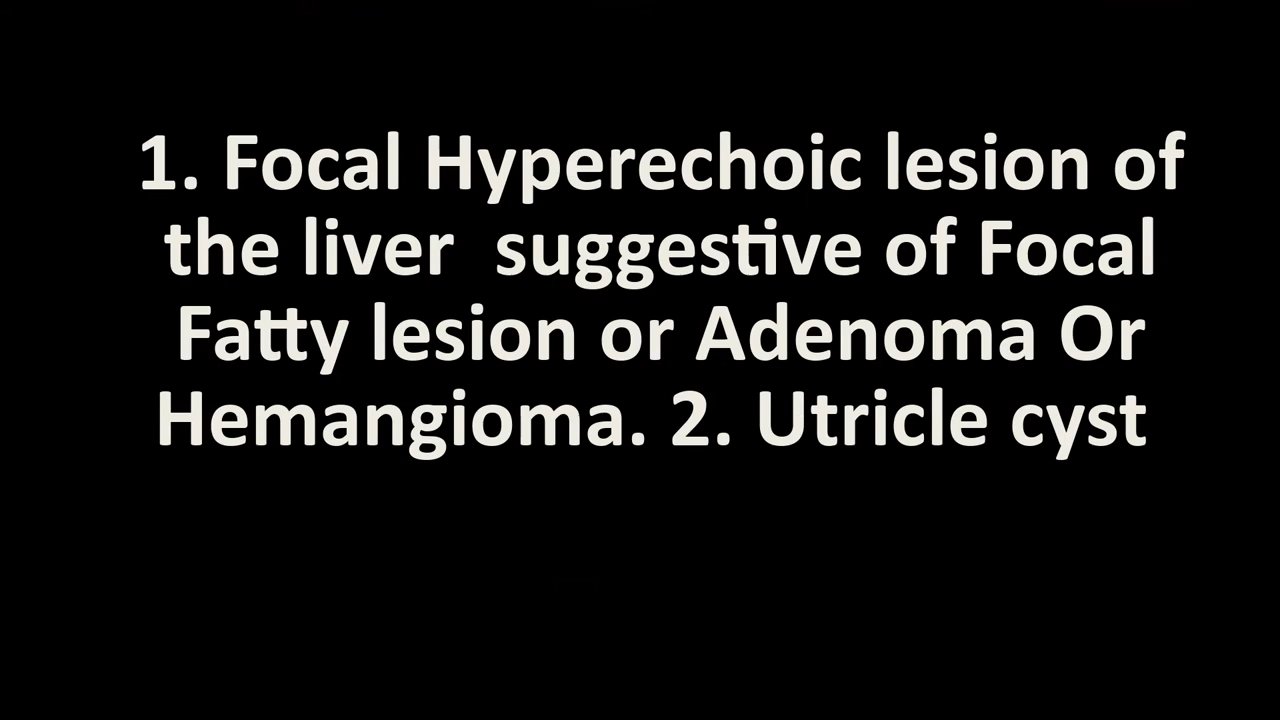 1. Focal Hyperechoic lesion of
the liver  suggestive of Focal
Fatty lesion or Adenoma Or
Hemangioma. 2. Utricle cyst